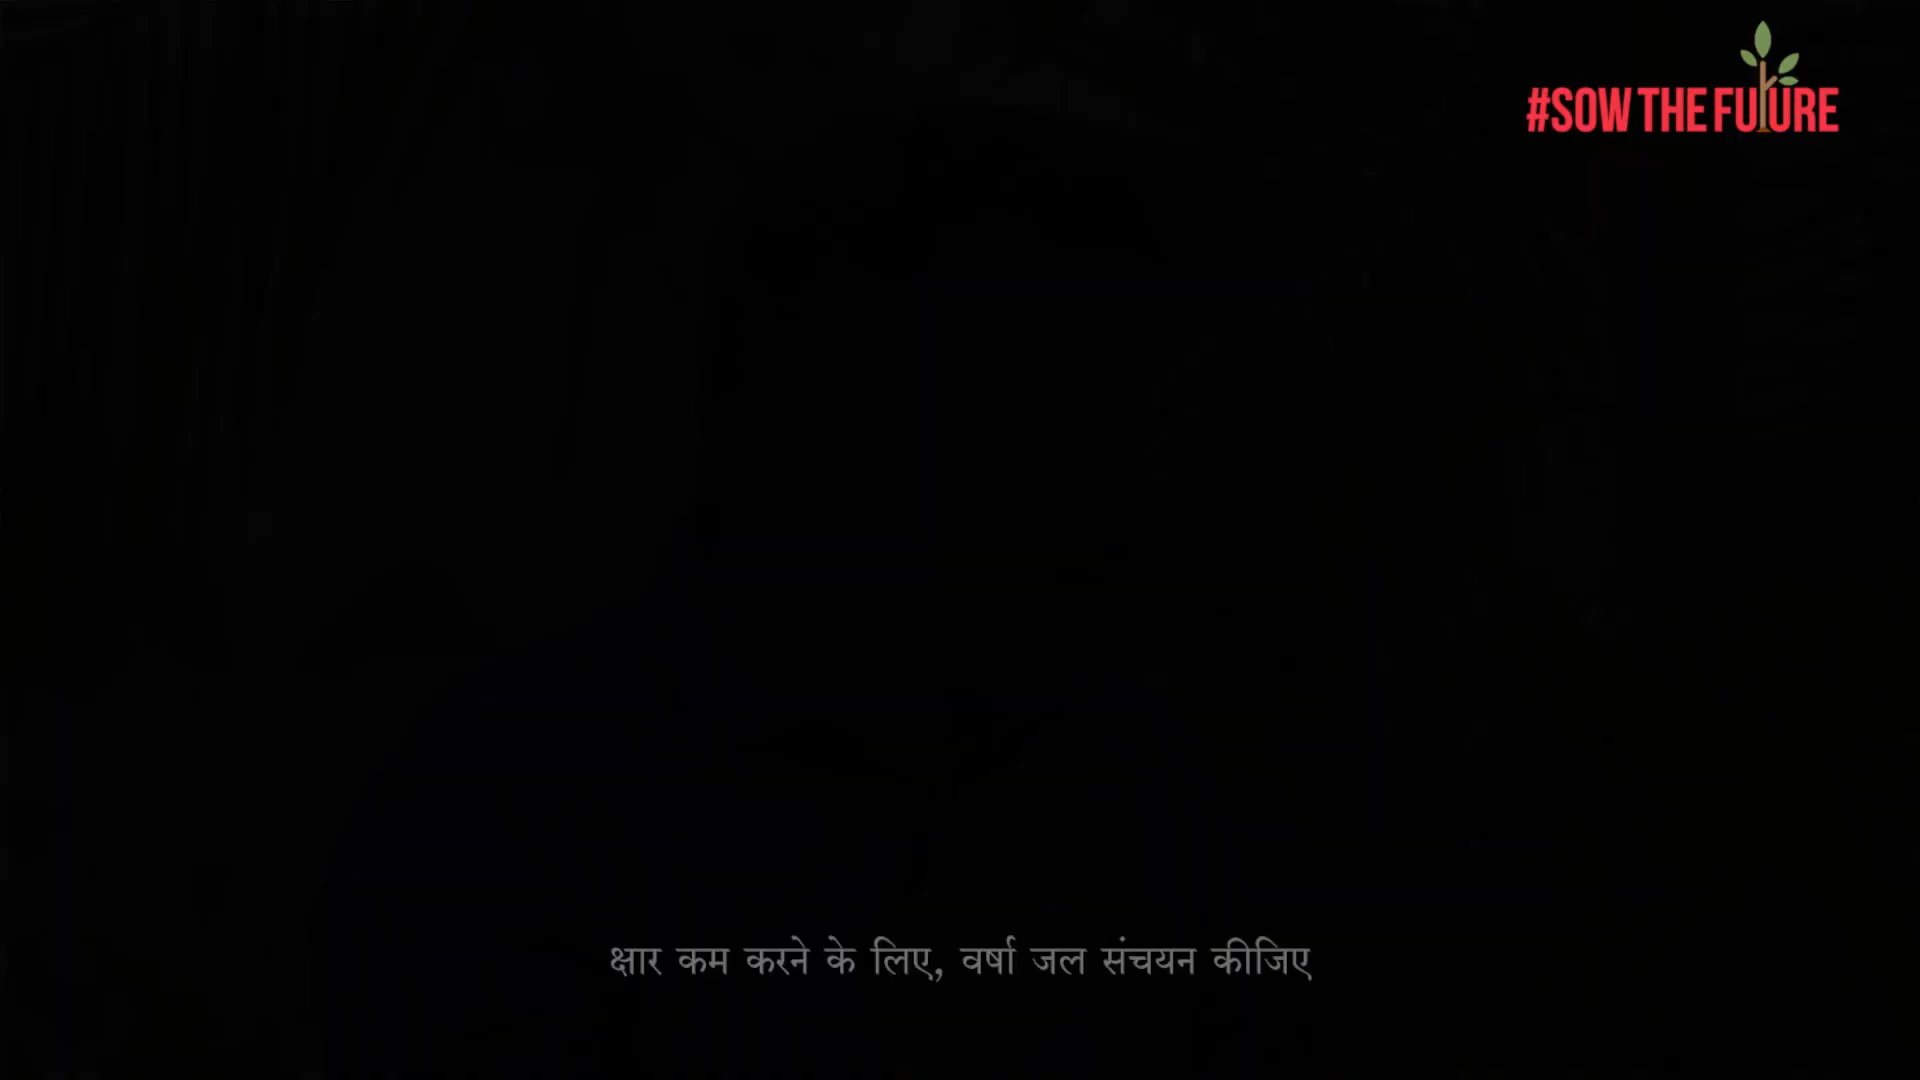 #SOW THE FUTURE
क्षार कम करने के लिए, वर्षा जल संचयन कीजिए